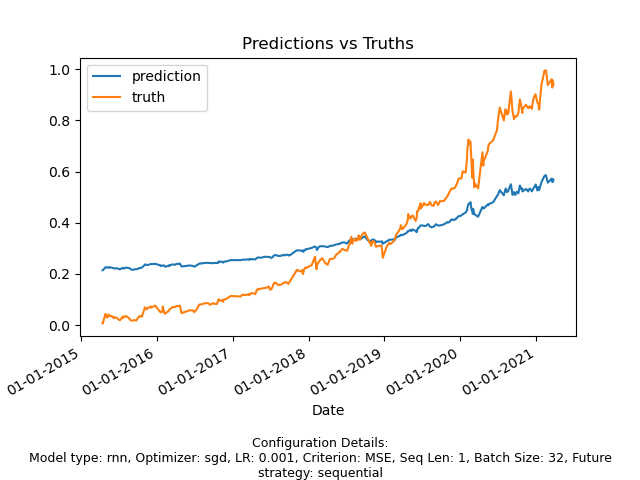 Predictions vs Truths
prediction
truth
1.0
0.8
0.6
0.4
0.2
0.0
01-01-2015
01-01-2016
01-01-2017
01-01-2018
01-01-2019
01-01-2020
01-01-2021
Date
Configuration Details:
Model type: rnn, Optimizer: sgd, LR: 0.001, Criterion: MSE, Seq Len: 1, Batch Size: 32, Future
strategy: sequential